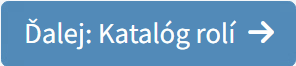 Ďalej: Katalóg rolí →